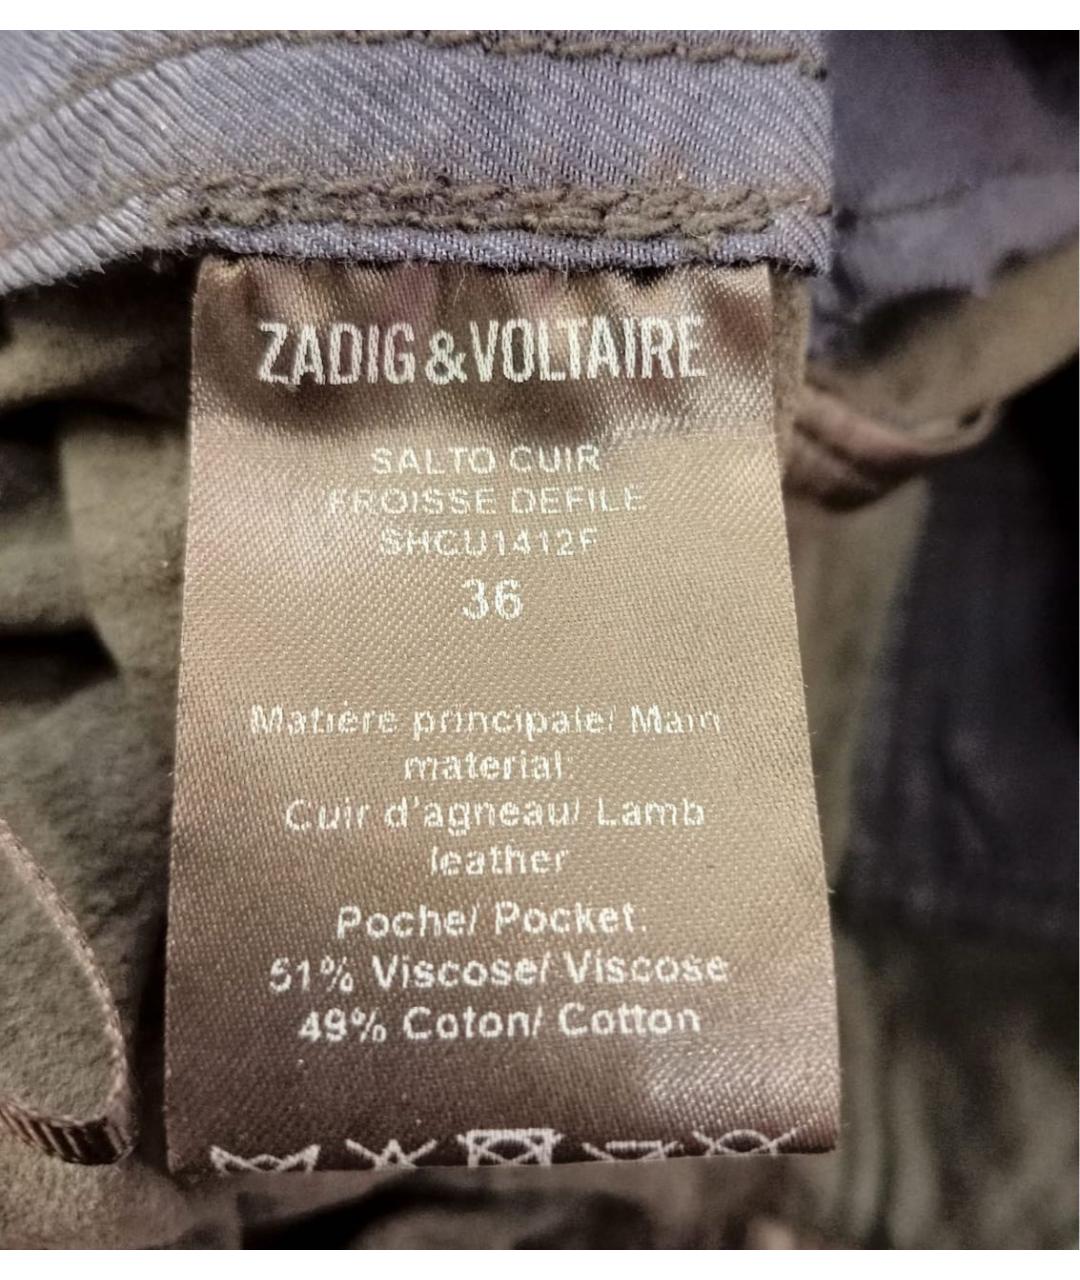 ZADIG & VOLTAIRE
SALTO CUIR
FROISSE DEFILE
SHCU1412F
36
Matière principale/ Main
material:
Cuir d'agneau/ Lamb
leather
Poche/ Pocket:
51% Viscose/ Viscose
49% Coton/ Cotton